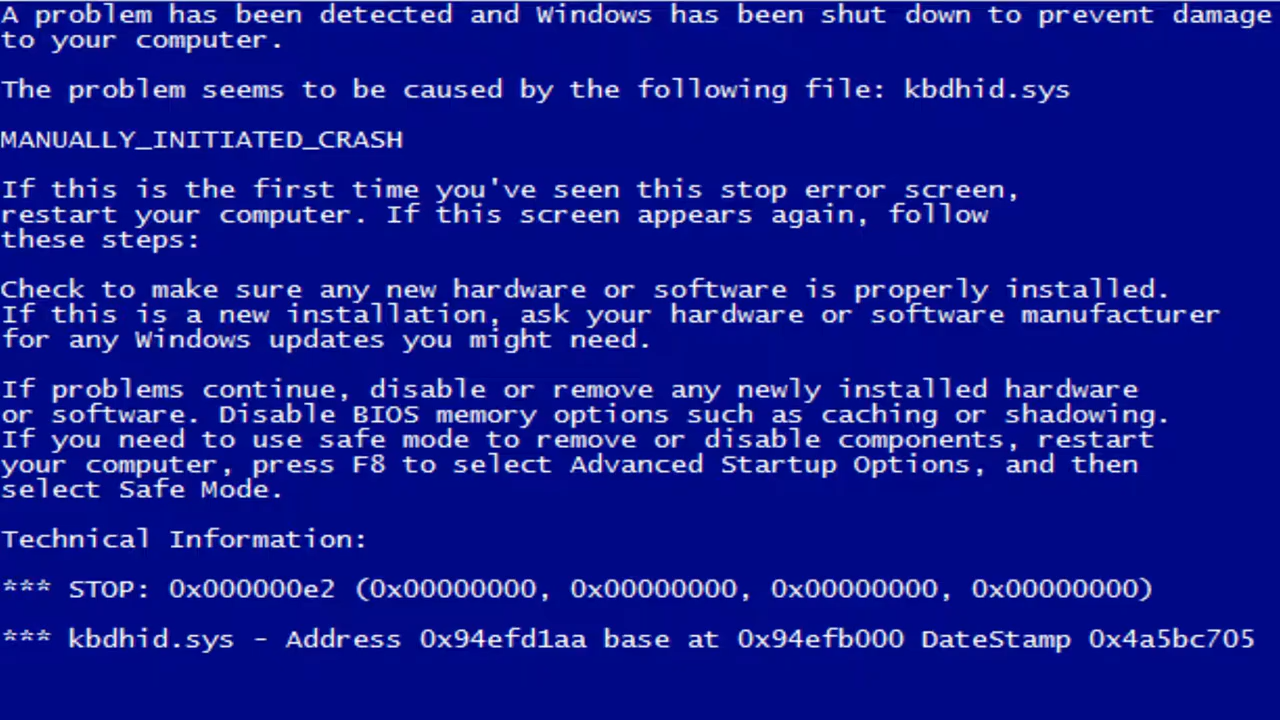 A problem has been detected and Windows has been shut down to prevent damage
to your computer.
The problem seems to be caused by the following file: kbdhid.sys
MANUALLY_INITIATED_CRASH
If this is the first time you've seen this stop error screen,
restart your computer. If this screen appears again, follow
these steps:
Check to make sure any new hardware or software is properly installed.
If this is a new installation, ask your hardware or software manufacturer
for any Windows updates you might need.
If problems continue, disable or remove any newly installed hardware
or software. Disable BIOS memory options such as caching or shadowing.
If you need to use safe mode to remove or disable components, restart
your computer, press F8 to select Advanced Startup Options, and then
select Safe Mode.
Technical Information:
*** STOP: 0x000000e2 (0x00000000, 0x00000000, 0x00000000, 0x00000000)
*** kbdhid.sys - Address 0x94efd1aa base at 0x94efb000 DateStamp 0x4a5bc705